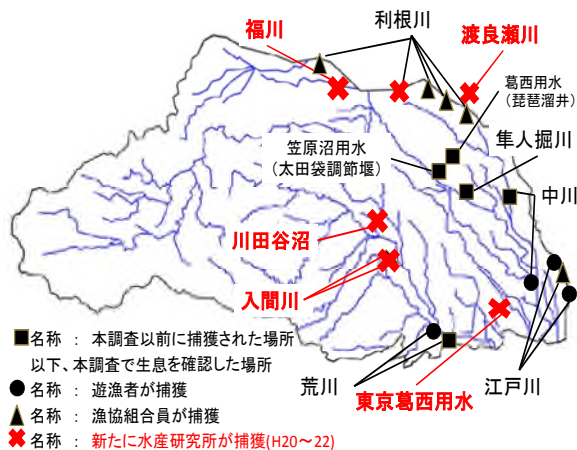 利根川
福川
渡良瀬川
葛西用水
(琵琶溜井)
笠原沼用水
(太田袋調節堰)
隼人堀川
中川
川田谷沼
入間川
■名称 : 本調査以前に捕獲された場所
以下、本調査で生息を確認した場所
●名称 : 遊漁者が捕獲
▲名称 : 漁協組合員が捕獲
✖名称 : 新たに水産研究所が捕獲(H20~22)
荒川
東京葛西用水
江戸川